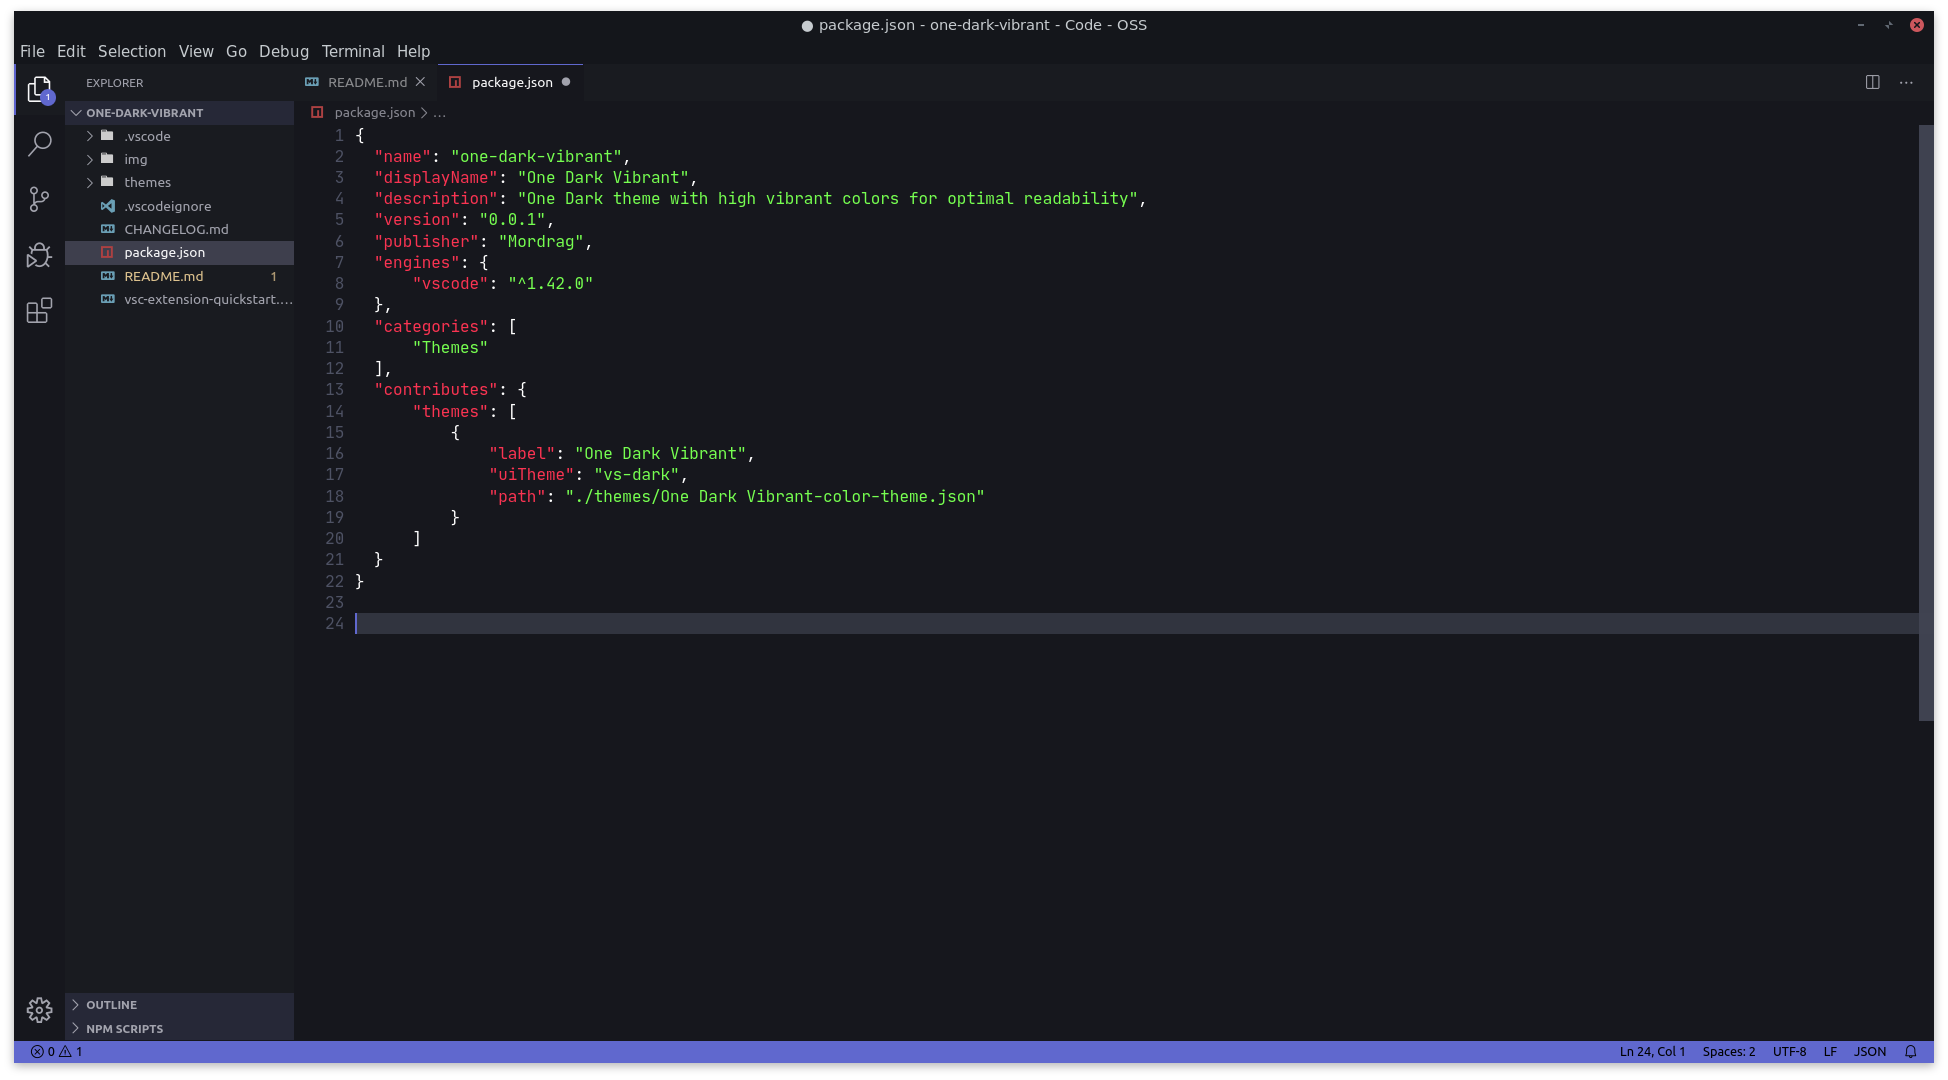 ● package.json - one-dark-vibrant - Code - OSS
File Edit Selection View Go Debug Terminal Help
EXPLORER
1
ONE-DARK-VIBRANT
.vscode
img
themes
.vscodeignore
CHANGELOG.md
package.json
README.md 1
vsc-extension-quickstart....
OUTLINE
NPM SCRIPTS
README.md package.json
package.json > ...
1 {
2   "name": "one-dark-vibrant",
3   "displayName": "One Dark Vibrant",
4   "description": "One Dark theme with high vibrant colors for optimal readability",
5   "version": "0.0.1",
6   "publisher": "Mordrag",
7   "engines": {
8       "vscode": "^1.42.0"
9   },
10   "categories": [
11       "Themes"
12   ],
13   "contributes": {
14       "themes": [
15           {
16               "label": "One Dark Vibrant",
17               "uiTheme": "vs-dark",
18               "path": "./themes/One Dark Vibrant-color-theme.json"
19           }
20       ]
21   }
22 }
23
24
0 1 Ln 24, Col 1 Spaces: 2 UTF-8 LF JSON